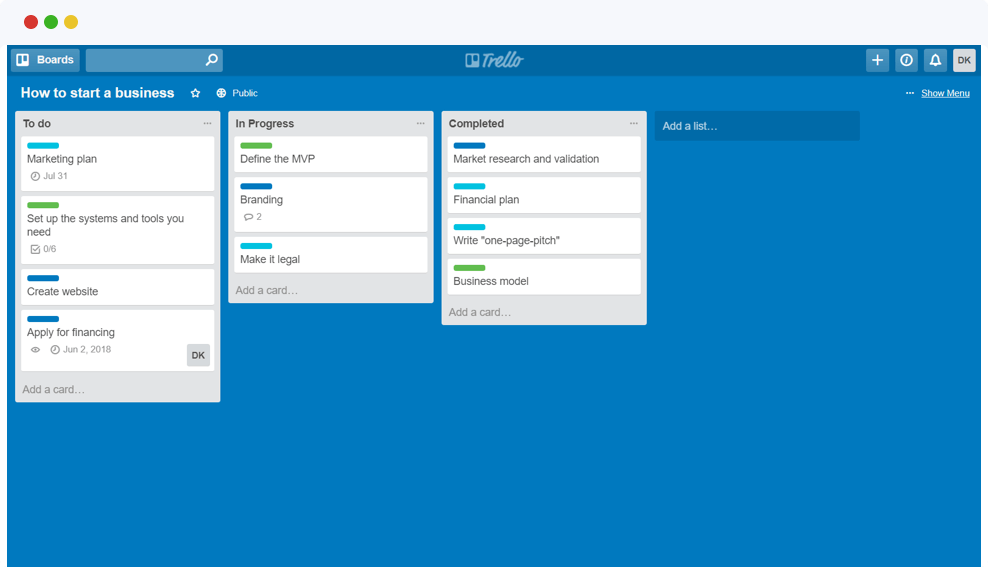 Boards
Trello
DK
How to start a business
Public
Show Menu
To do
Marketing plan
Jul 31
Set up the systems and tools you
need
0/6
Create website
Apply for financing
Jun 2, 2018
DK
Add a card…
In Progress
Define the MVP
Branding
2
Make it legal
Add a card…
Completed
Market research and validation
Financial plan
Write "one-page-pitch"
Business model
Add a card…
Add a list…